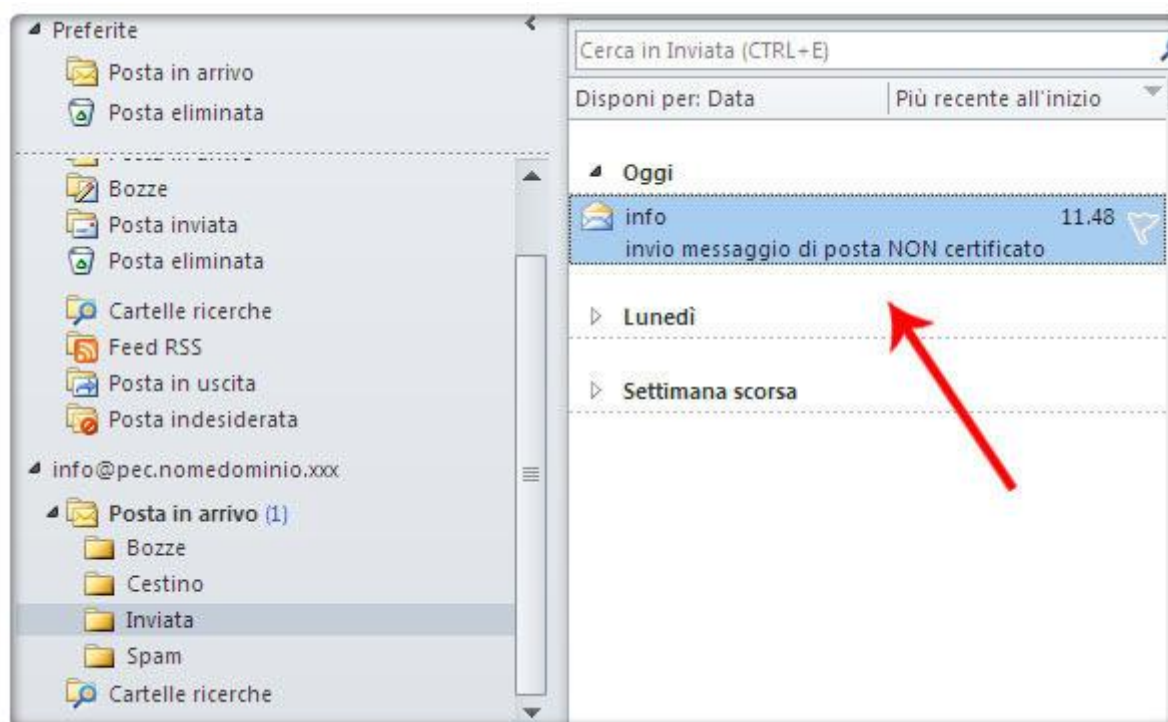 Preferite
Posta in arrivo
Posta eliminata
Bozze
Posta inviata
Posta eliminata
Cartelle ricerche
Feed RSS
Posta in uscita
Posta indesiderata
info@pec.nomedominio.xxx
Posta in arrivo (1)
Bozze
Cestino
Inviata
Spam
Cartelle ricerche
Cerca in Inviata (CTRL+E)
Disponi per: Data Più recente all'inizio
Oggi
info 11.48
invio messaggio di posta NON certificato
Lunedì
Settimana scorsa